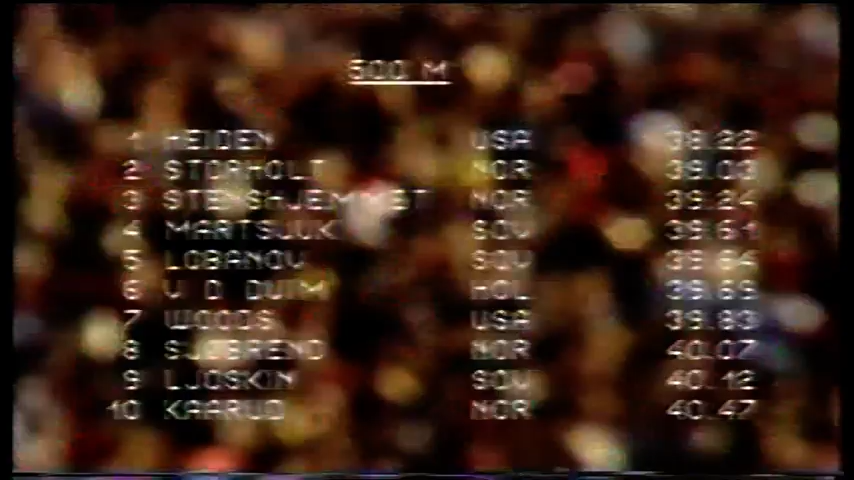 500 M
1 HEIDEN USA 38.22
2 STORHOLT NOR 39.03
3 STENSHJEMMET NOR 39.24
4 MARTSJUK SOV 39.61
5 LOBANOV SOV 39.64
6 V D DUIM HOL 39.69
7 WOODS USA 39.83
8 SJOBREND NOR 40.07
9 LJOSKIN SOV 40.12
10 KAARUD NOR 40.47